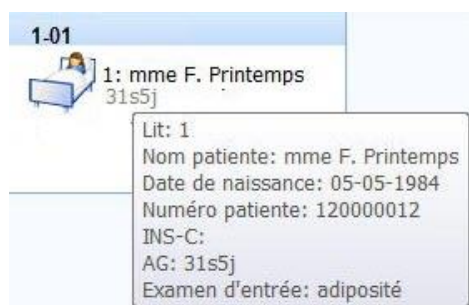 1-01
1: mme F. Printemps
31s5j
Lit: 1
Nom patiente: mme F. Printemps
Date de naissance: 05-05-1984
Numéro patiente: 120000012
INS-C:
AG: 31s5j
Examen d'entrée: adiposité